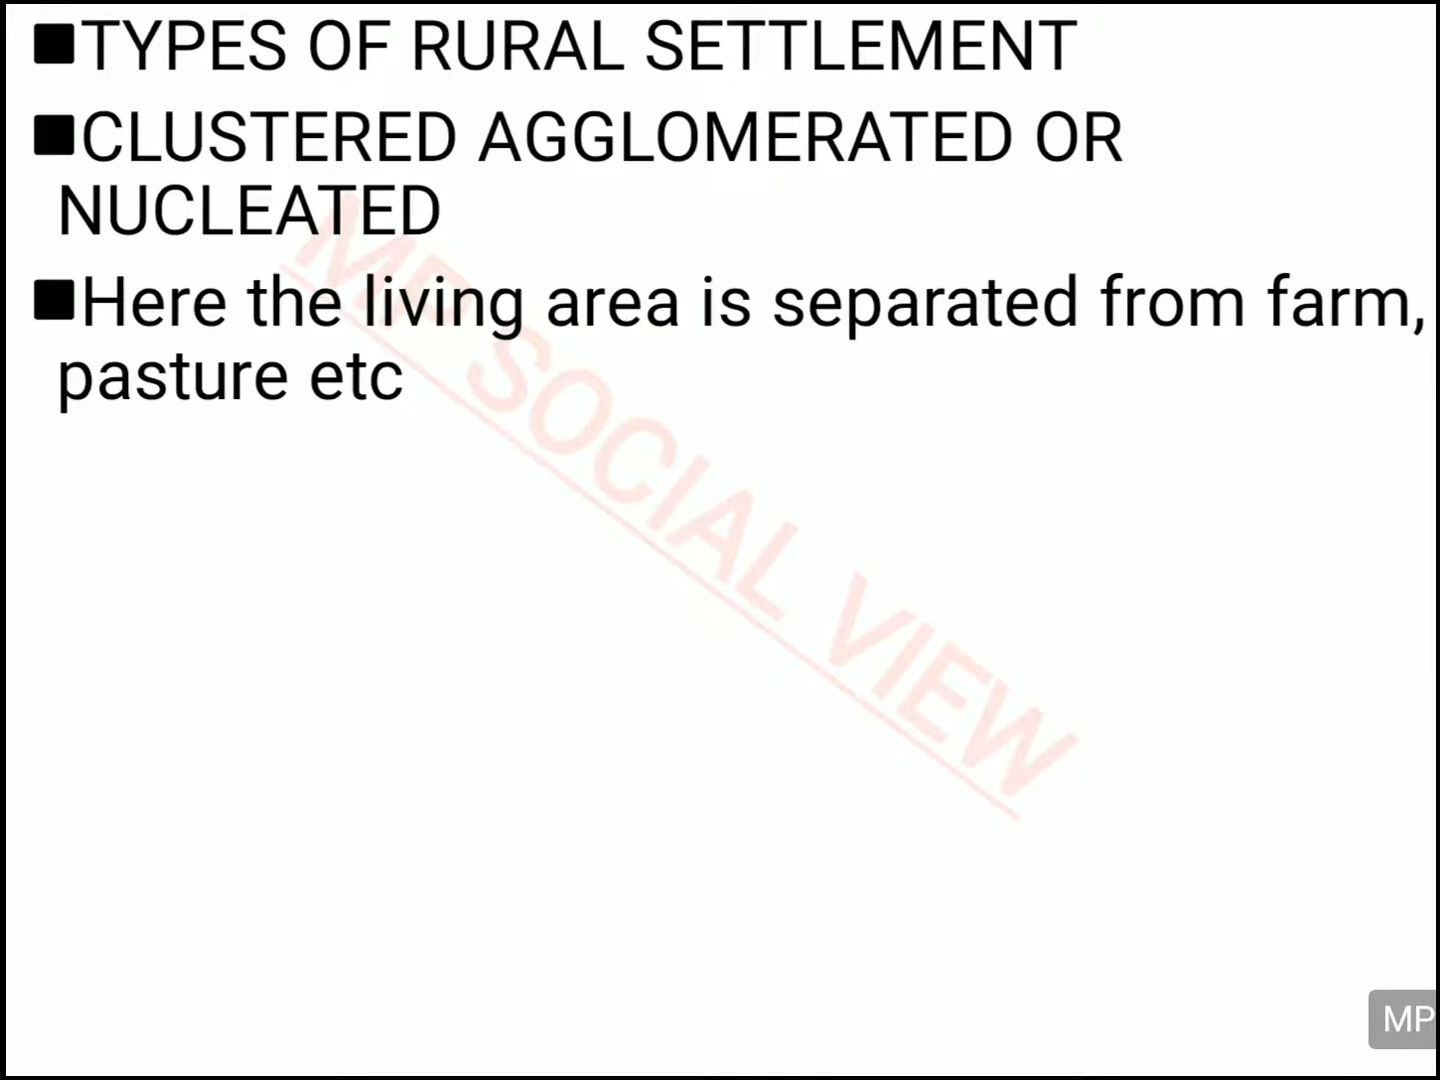 ■TYPES OF RURAL SETTLEMENT
■CLUSTERED AGGLOMERATED OR
NUCLEATED
■Here the living area is separated from farm,
pasture etc
MP SOCIAL VIEW
MP